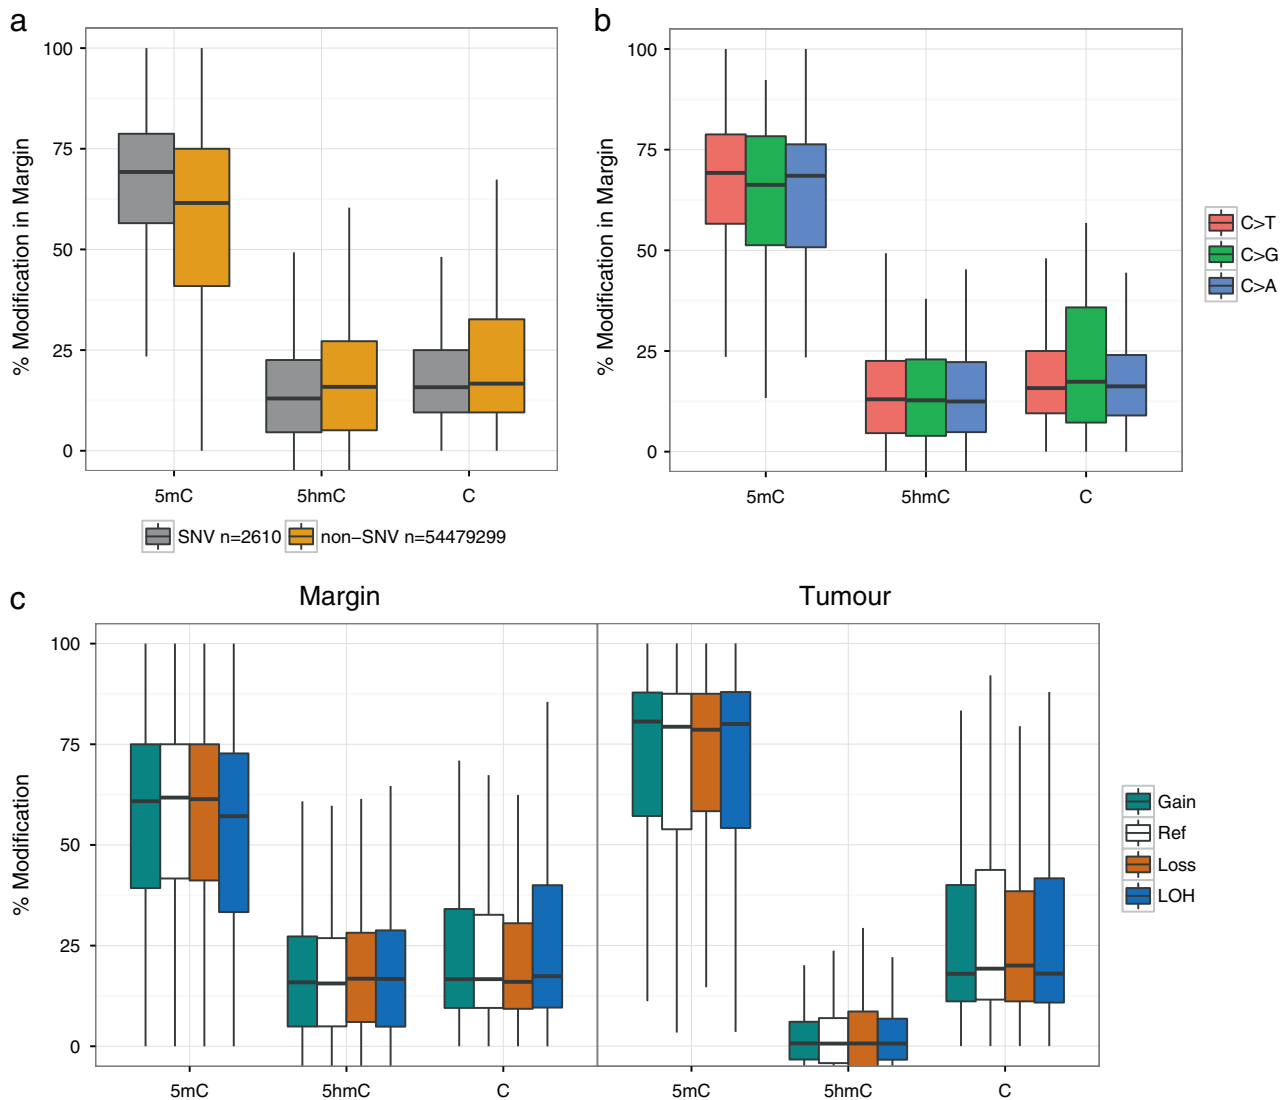 a
% Modification in Margin
100
75
50
25
0
5mC 5hmC C
SNV n=2610 non−SNV n=54479299
b
% Modification in Margin
100
75
50
25
0
5mC 5hmC C
C>T
C>G
C>A
c
Margin Tumour
% Modification
100
75
50
25
0
5mC 5hmC C 5mC 5hmC C
Gain
Ref
Loss
LOH